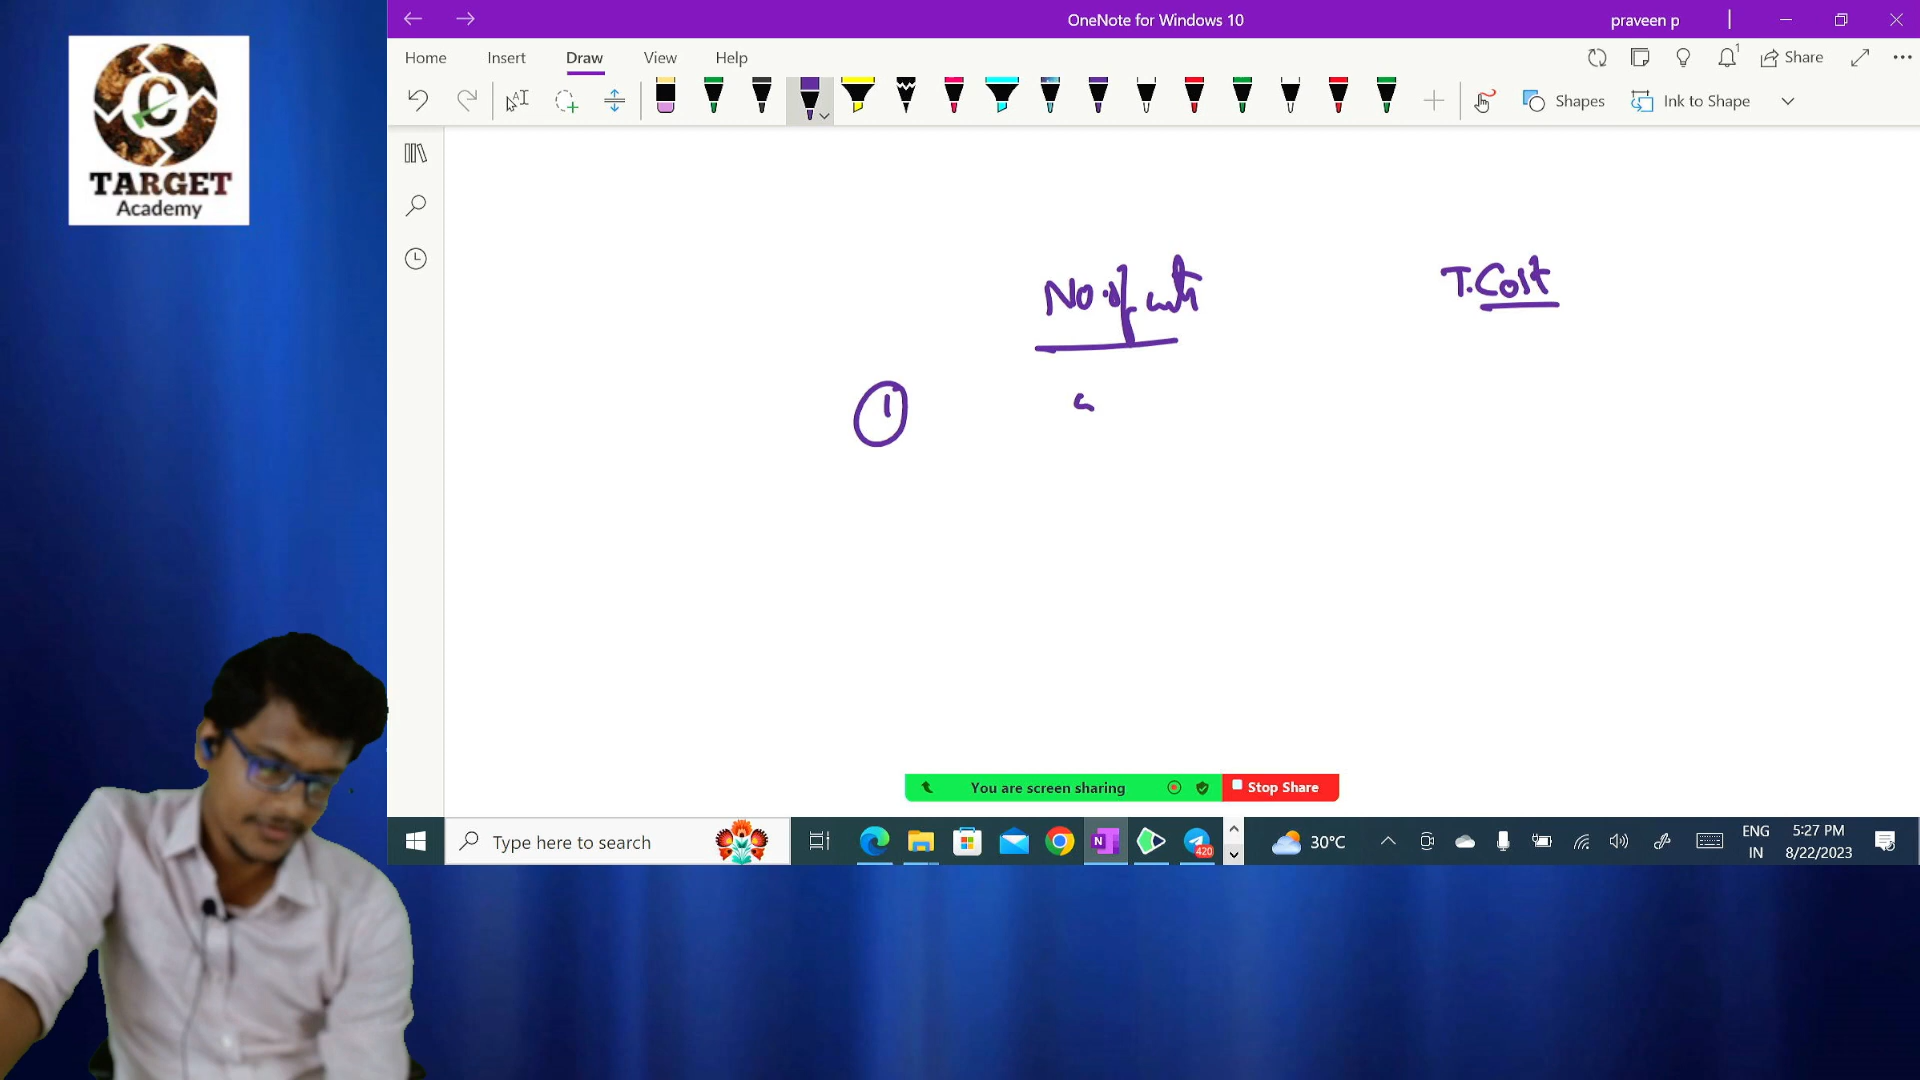 OneNote for Windows 10
praveen p
Home Insert Draw View Help
1
Share
Shapes
Ink to Shape
C
TARGET
Academy
No. of
T. Cost
1
You are screen sharing
Stop Share
Type here to search
N
420
30°C
ENG
IN
5:27 PM
8/22/2023